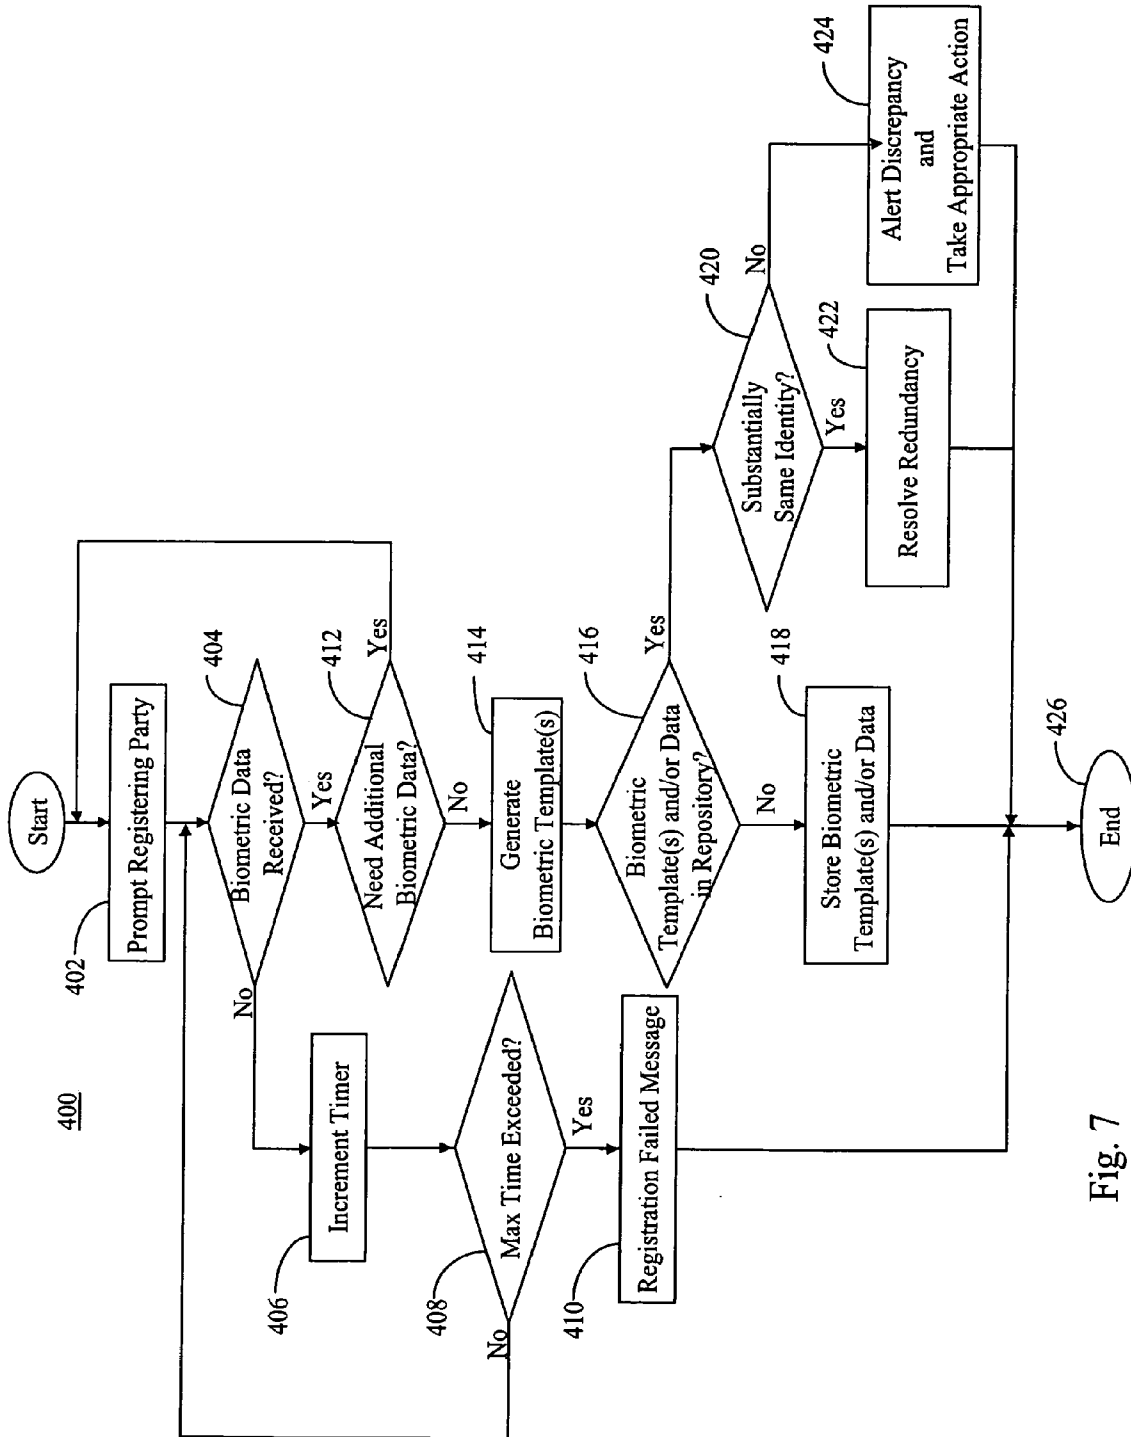 400
Start
402
Prompt Registering Party
404
Biometric Data
Received?
No
Yes
406
Increment Timer
412
Need Additional
Biometric Data?
Yes
No
408
Max Time Exceeded?
No
Yes
414
Generate
Biometric Template(s)
410
Registration Failed Message
416
Biometric
Template(s) and/or Data
in Repository?
Yes
No
418
Store Biometric
Template(s) and/or Data
420
Substantially
Same Identity?
No
Yes
422
Resolve Redundancy
424
Alert Discrepancy
and
Take Appropriate Action
426
End
Fig. 7